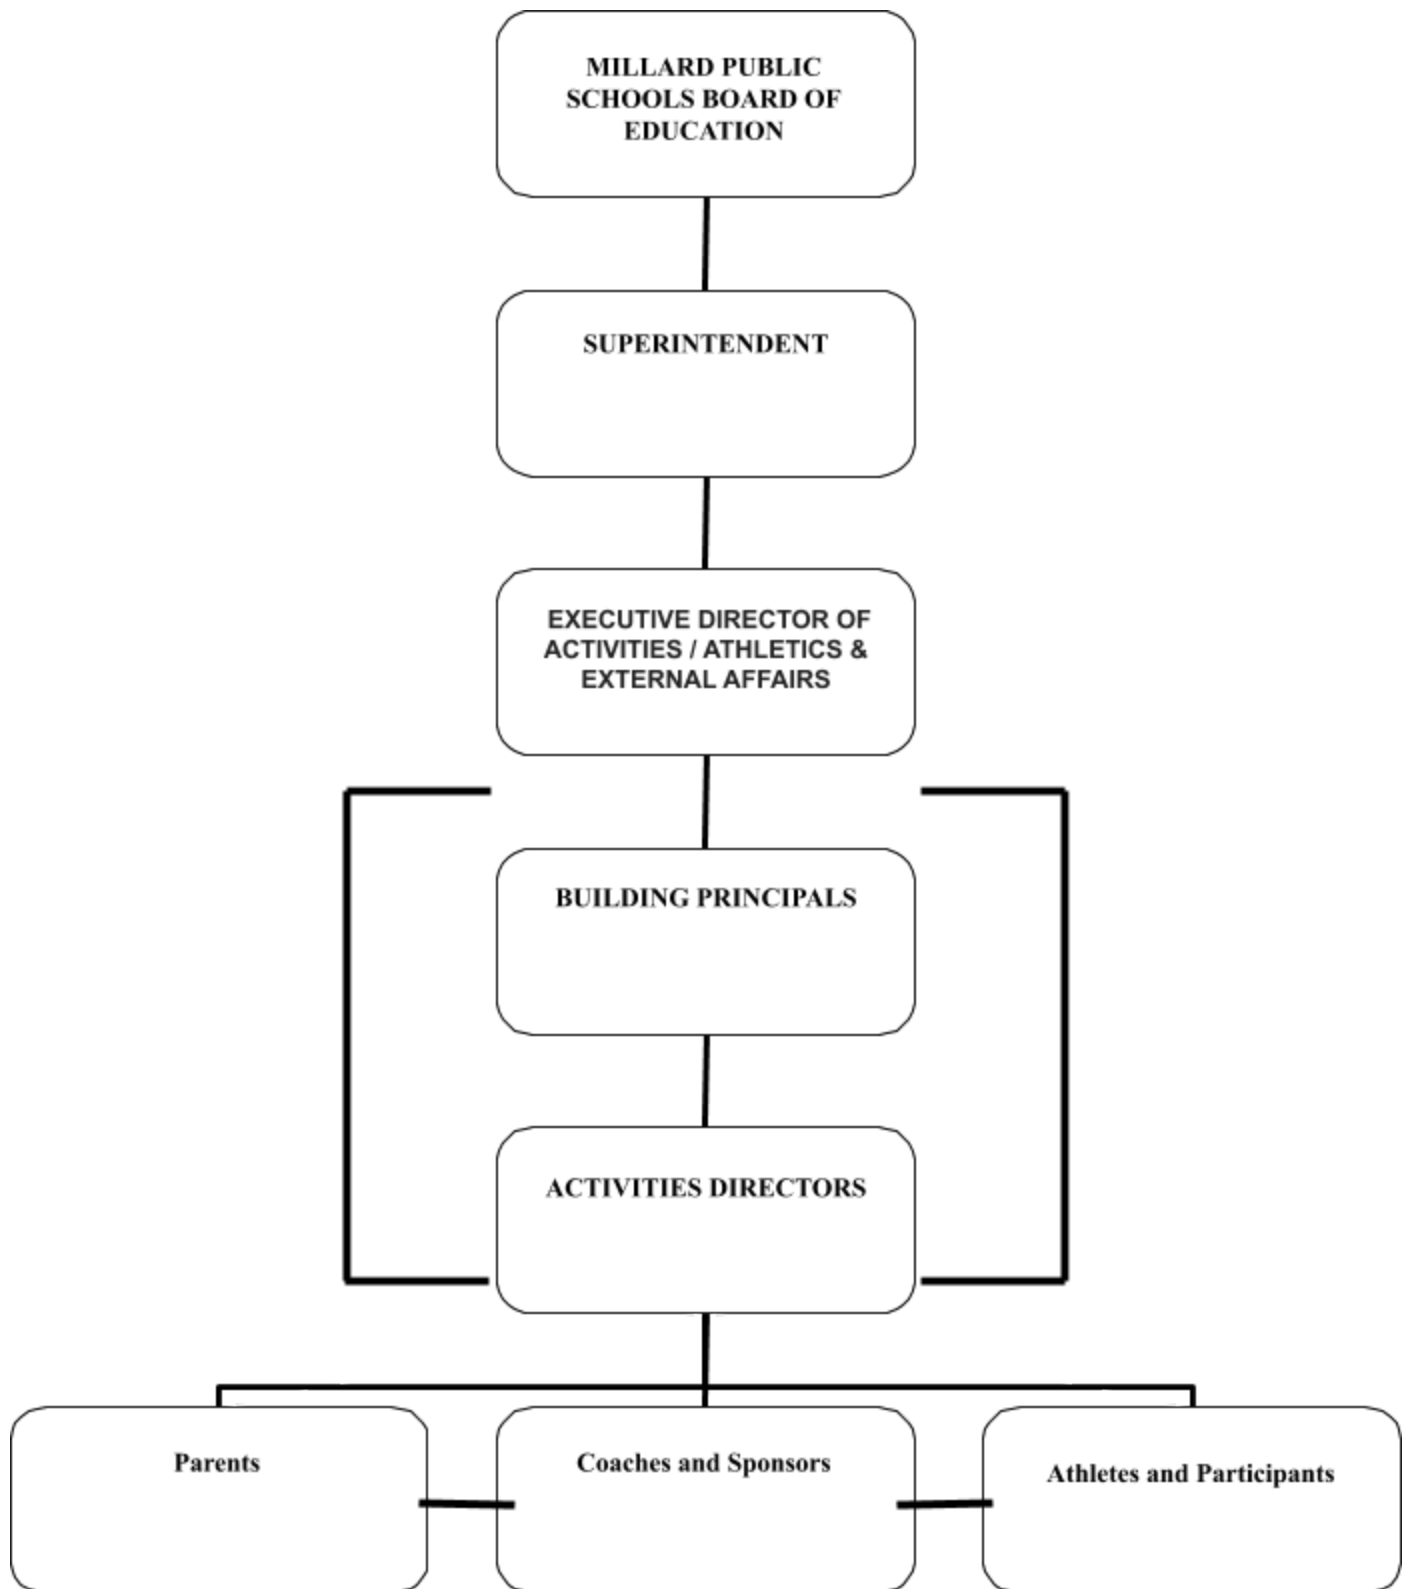 MILLARD PUBLIC
SCHOOLS BOARD OF
EDUCATION
SUPERINTENDENT
EXECUTIVE DIRECTOR OF
ACTIVITIES / ATHLETICS &
EXTERNAL AFFAIRS
BUILDING PRINCIPALS
ACTIVITIES DIRECTORS
Parents
Coaches and Sponsors
Athletes and Participants